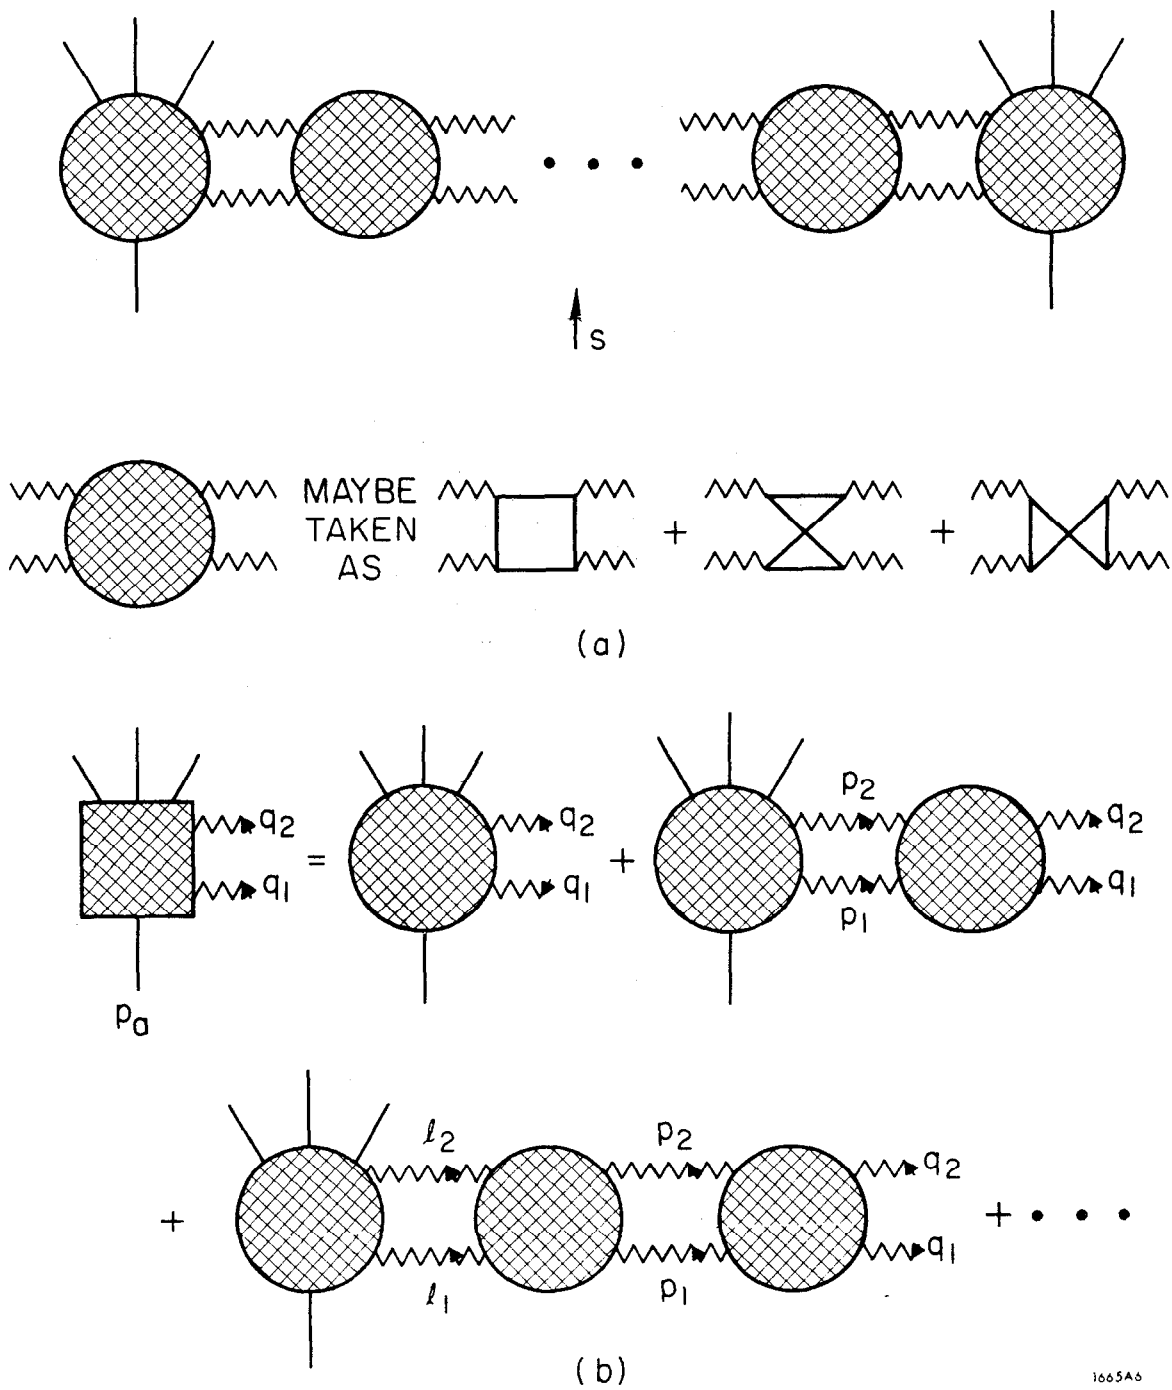 S
MAYBE
TAKEN
AS
+
+
(a)
q2
q1
pa
=
q2
q1
+
p2
p1
q2
q1
+
ℓ2
ℓ1
p2
p1
q2
q1
+ • • •
(b)
1665A6